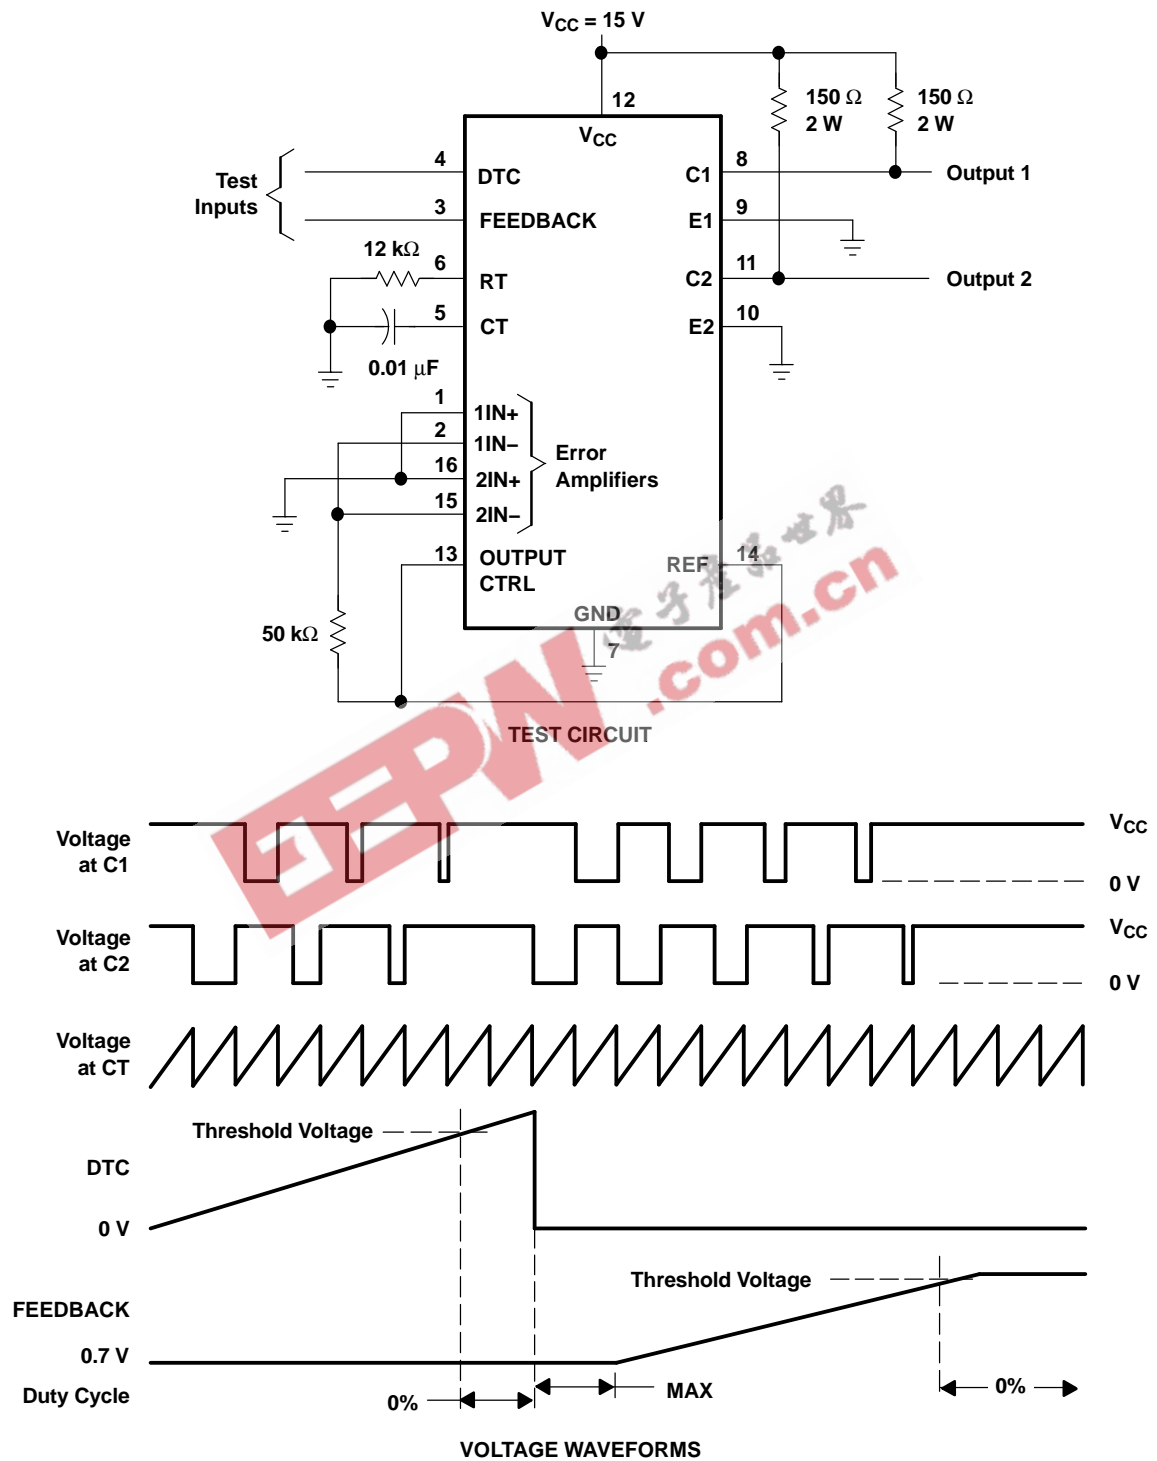 VCC = 15 V
12
150 Ω
2 W
150 Ω
2 W
VCC
4
DTC
Test
Inputs
3
FEEDBACK
C1
8
Output 1
E1
9
12 kΩ
6
RT
C2
11
Output 2
5
CT
E2
10
0.01 μF
1
1IN+
2
1IN−
16
2IN+
15
2IN−
Error
Amplifiers
13
OUTPUT
CTRL
REF
14
GND
7
50 kΩ
電子產品世界
EEPW
.com.cn
TEST CIRCUIT
Voltage
at C1
VCC
0 V
Voltage
at C2
VCC
0 V
Voltage
at CT
Threshold Voltage
DTC
0 V
Threshold Voltage
FEEDBACK
0.7 V
Duty Cycle
0%
MAX
0%
VOLTAGE WAVEFORMS